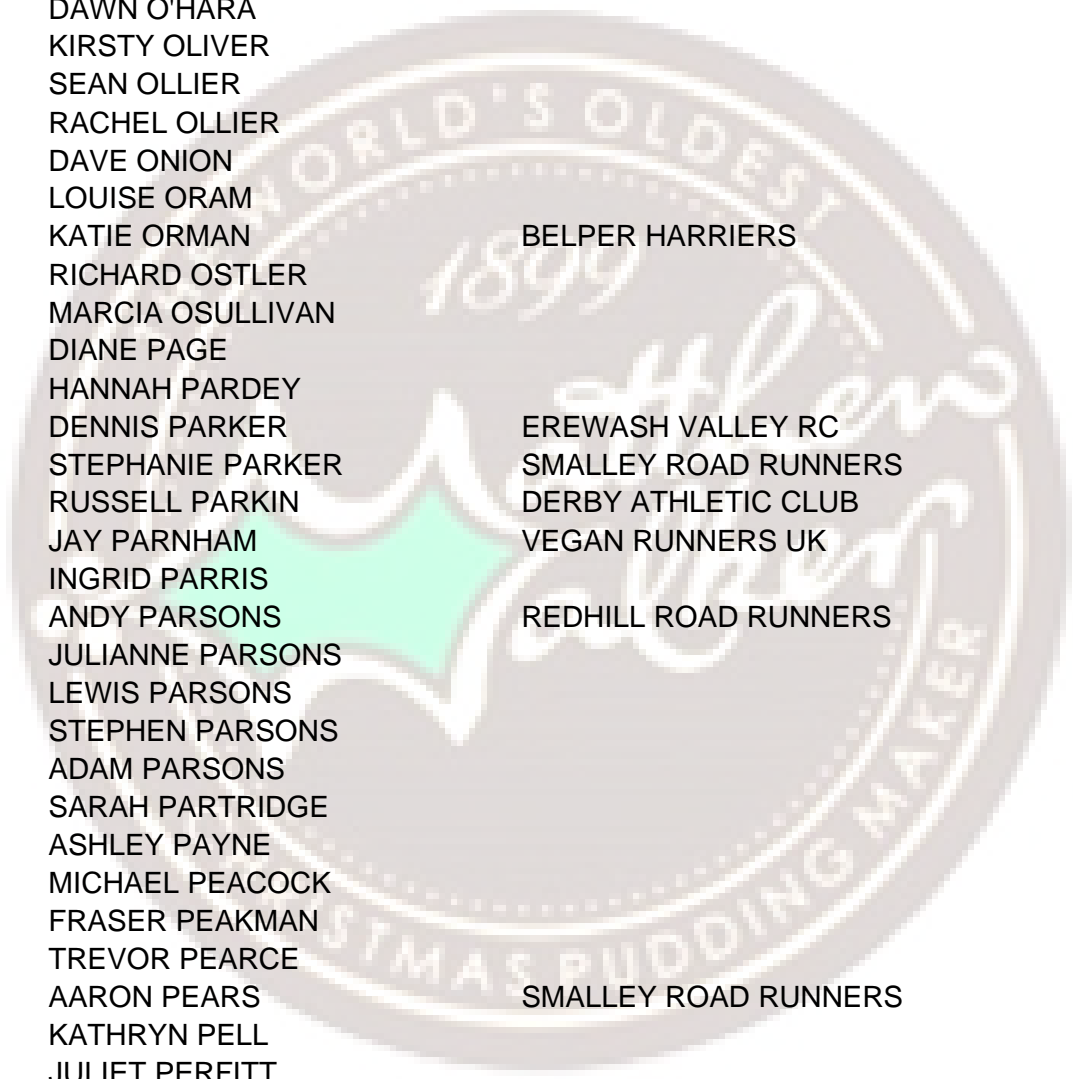 DAWN O'HARA
KIRSTY OLIVER
SEAN OLLIER
RACHEL OLLIER
DAVE ONION
LOUISE ORAM
KATIE ORMAN BELPER HARRIERS
RICHARD OSTLER
MARCIA OSULLIVAN
DIANE PAGE
HANNAH PARDEY
DENNIS PARKER EREWASH VALLEY RC
STEPHANIE PARKER SMALLEY ROAD RUNNERS
RUSSELL PARKIN DERBY ATHLETIC CLUB
JAY PARNHAM VEGAN RUNNERS UK
INGRID PARRIS
ANDY PARSONS REDHILL ROAD RUNNERS
JULIANNE PARSONS
LEWIS PARSONS
STEPHEN PARSONS
ADAM PARSONS
SARAH PARTRIDGE
ASHLEY PAYNE
MICHAEL PEACOCK
FRASER PEAKMAN
TREVOR PEARCE
AARON PEARS SMALLEY ROAD RUNNERS
KATHRYN PELL
JULIET PERFITT
WORLD'S OLDEST
1899
Matthew
Walker
CHRISTMAS PUDDING MAKER